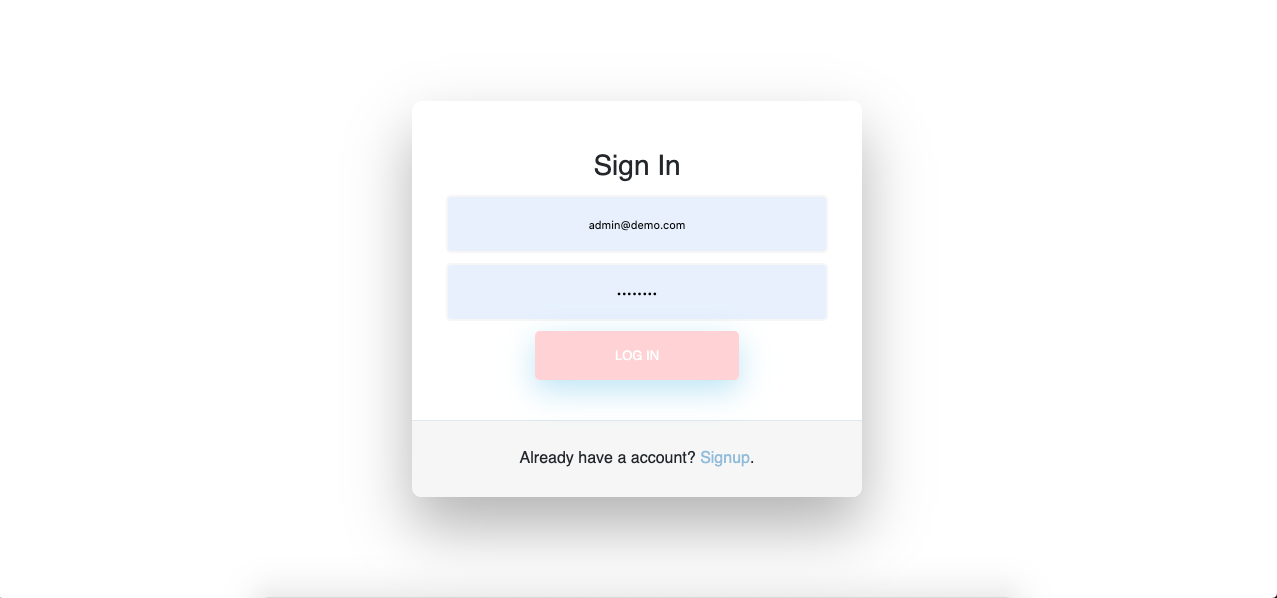 Sign In
admin@demo.com
••••••••
LOG IN
Already have a account? Signup.